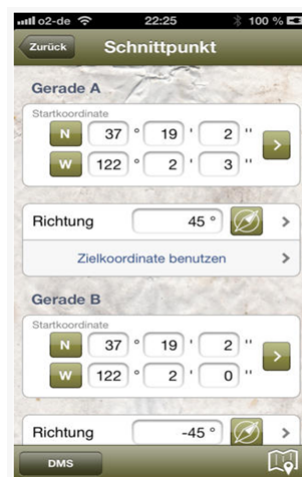 o2-de 22:25 100 %
Zurück Schnittpunkt
Gerade A
Startkoordinate
N 37 ° 19 ' 2 ''
W 122 ° 2 ' 3 ''
Richtung 45 °
Zielkoordinate benutzen
Gerade B
Startkoordinate
N 37 ° 19 ' 2 ''
W 122 ° 2 ' 0 ''
Richtung -45 °
DMS